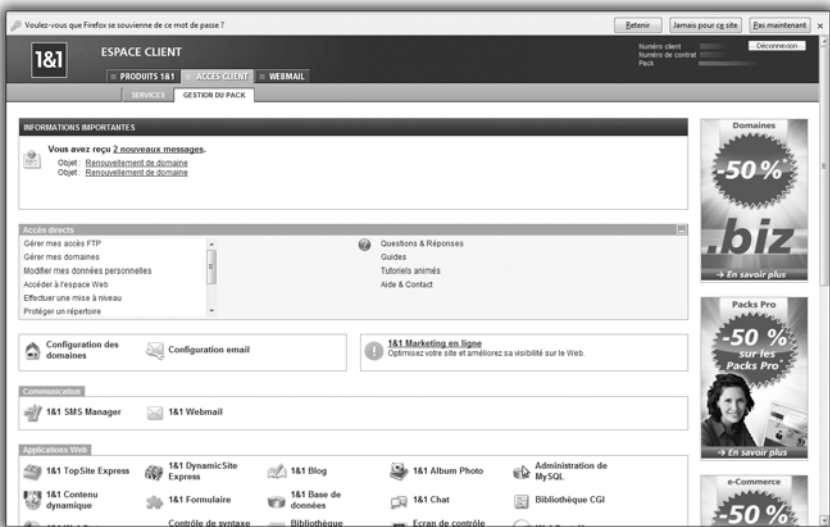 Voulez-vous que Firefox se souvienne de ce mot de passe ?
Retenir
Jamais pour ce site
Pas maintenant
1&1
ESPACE CLIENT
Numéro client
Numéro de contrat
Pack
Déconnexion
PRODUITS 1&1
ACCÈS CLIENT
WEBMAIL
SERVICES
GESTION DU PACK
INFORMATIONS IMPORTANTES
Vous avez reçu 2 nouveaux messages.
Objet : Renouvellement de domaine
Objet : Renouvellement de domaine
Accès directs
Gérer mes accès FTP
Gérer mes domaines
Modifier mes données personnelles
Accéder à l'espace Web
Effectuer une mise à niveau
Protéger un répertoire
Questions & Réponses
Guides
Tutoriels animés
Aide & Contact
Configuration des domaines
Configuration email
1&1 Marketing en ligne
Optimisez votre site et améliorez sa visibilité sur le Web.
Communication
1&1 SMS Manager
1&1 Webmail
Applications Web
1&1 TopSite Express
1&1 DynamicSite Express
1&1 Blog
1&1 Album Photo
Administration de MySQL
1&1 Contenu dynamique
1&1 Formulaire
1&1 Base de données
1&1 Chat
Bibliothèque CGI
Contrôle de syntaxe
Bibliothèque
Ecran de contrôle
Domaines
-50 %*
.biz
→ En savoir plus
Packs Pro
-50 %
sur les
Packs Pro*
→ En savoir plus
e-Commerce
-50 %